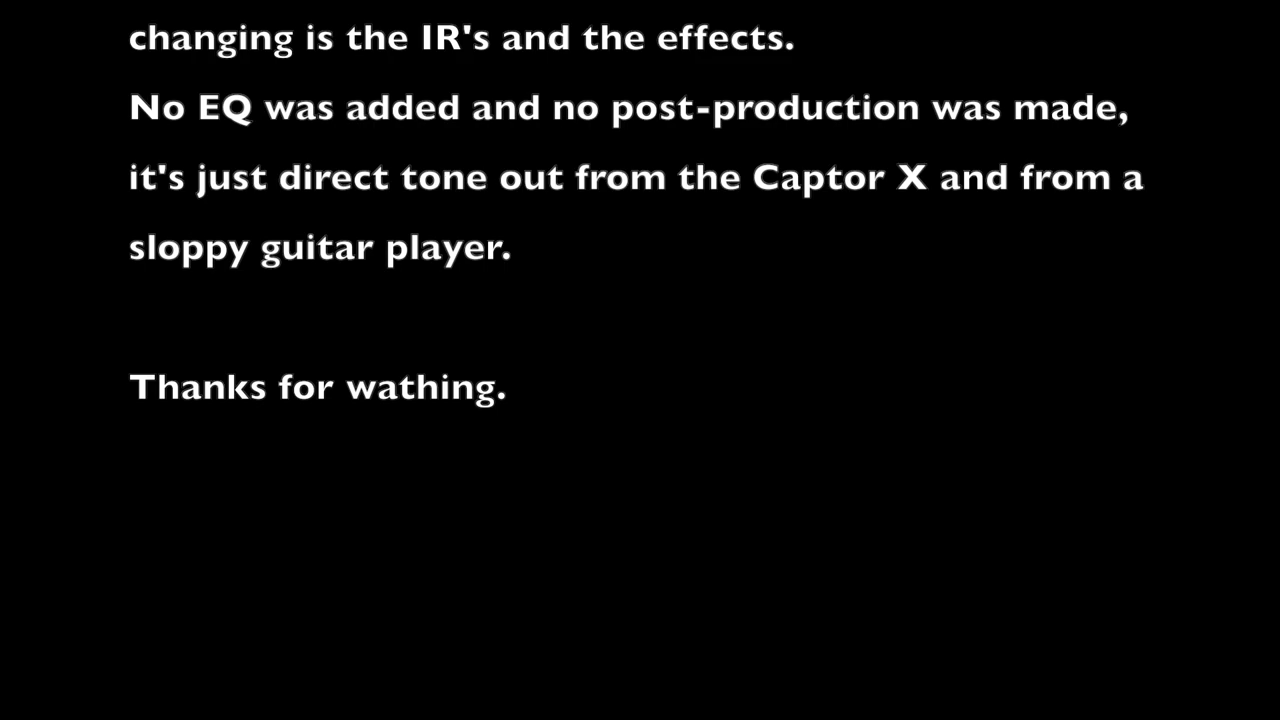 changing is the IR's and the effects.
No EQ was added and no post-production was made,
it's just direct tone out from the Captor X and from a
sloppy guitar player.
Thanks for wathing.